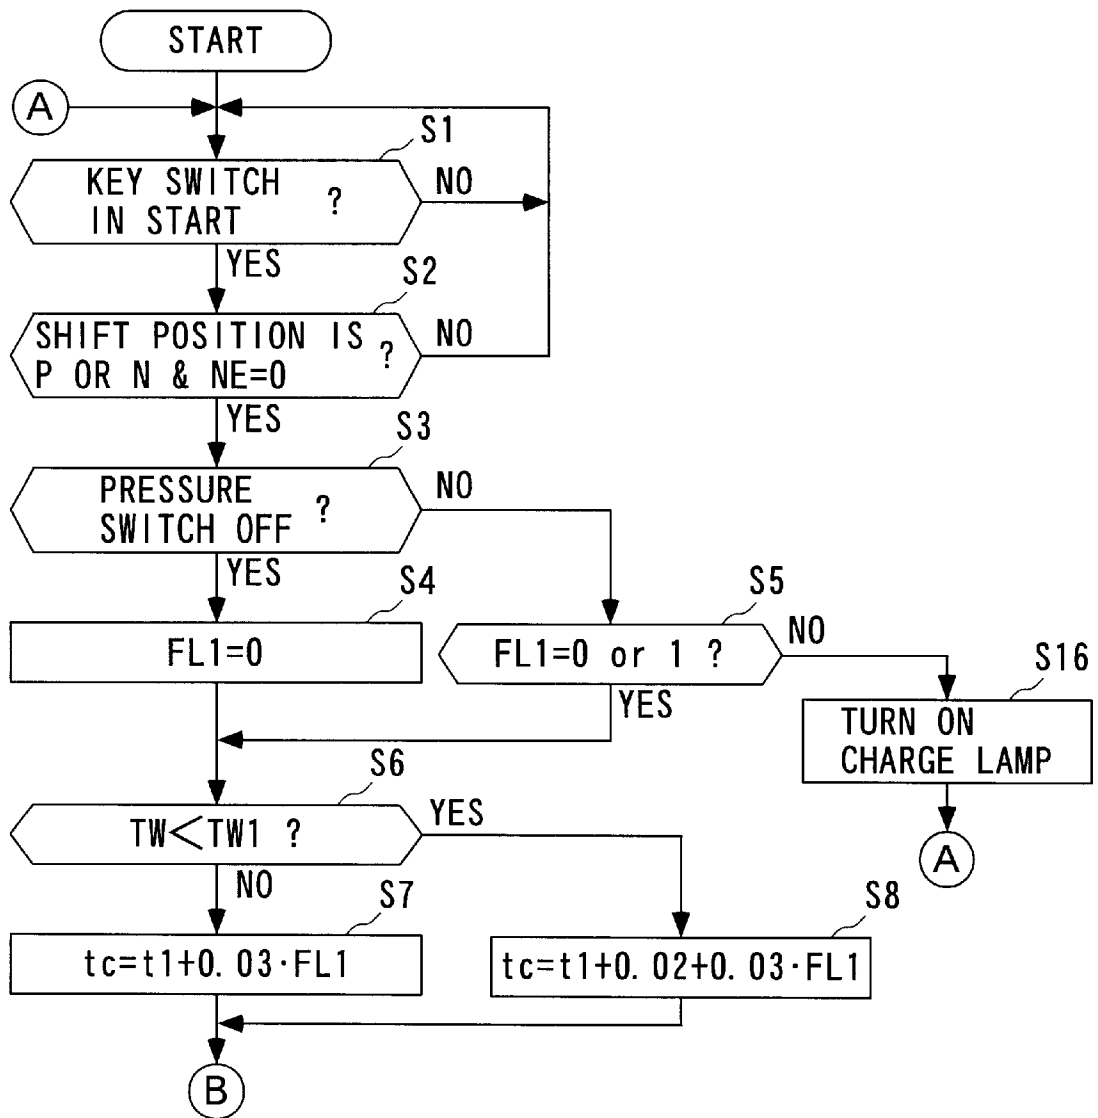 START
A
S1
KEY SWITCH
IN START ?
NO
YES
S2
SHIFT POSITION IS
P OR N & NE=0 ?
NO
YES
S3
PRESSURE
SWITCH OFF ?
NO
YES
S4
FL1=0
S5
FL1=0 or 1 ?
NO
YES
S16
TURN ON
CHARGE LAMP
A
S6
TW<TW1 ?
YES
NO
S7
tc=t1+0.03·FL1
S8
tc=t1+0.02+0.03·FL1
B